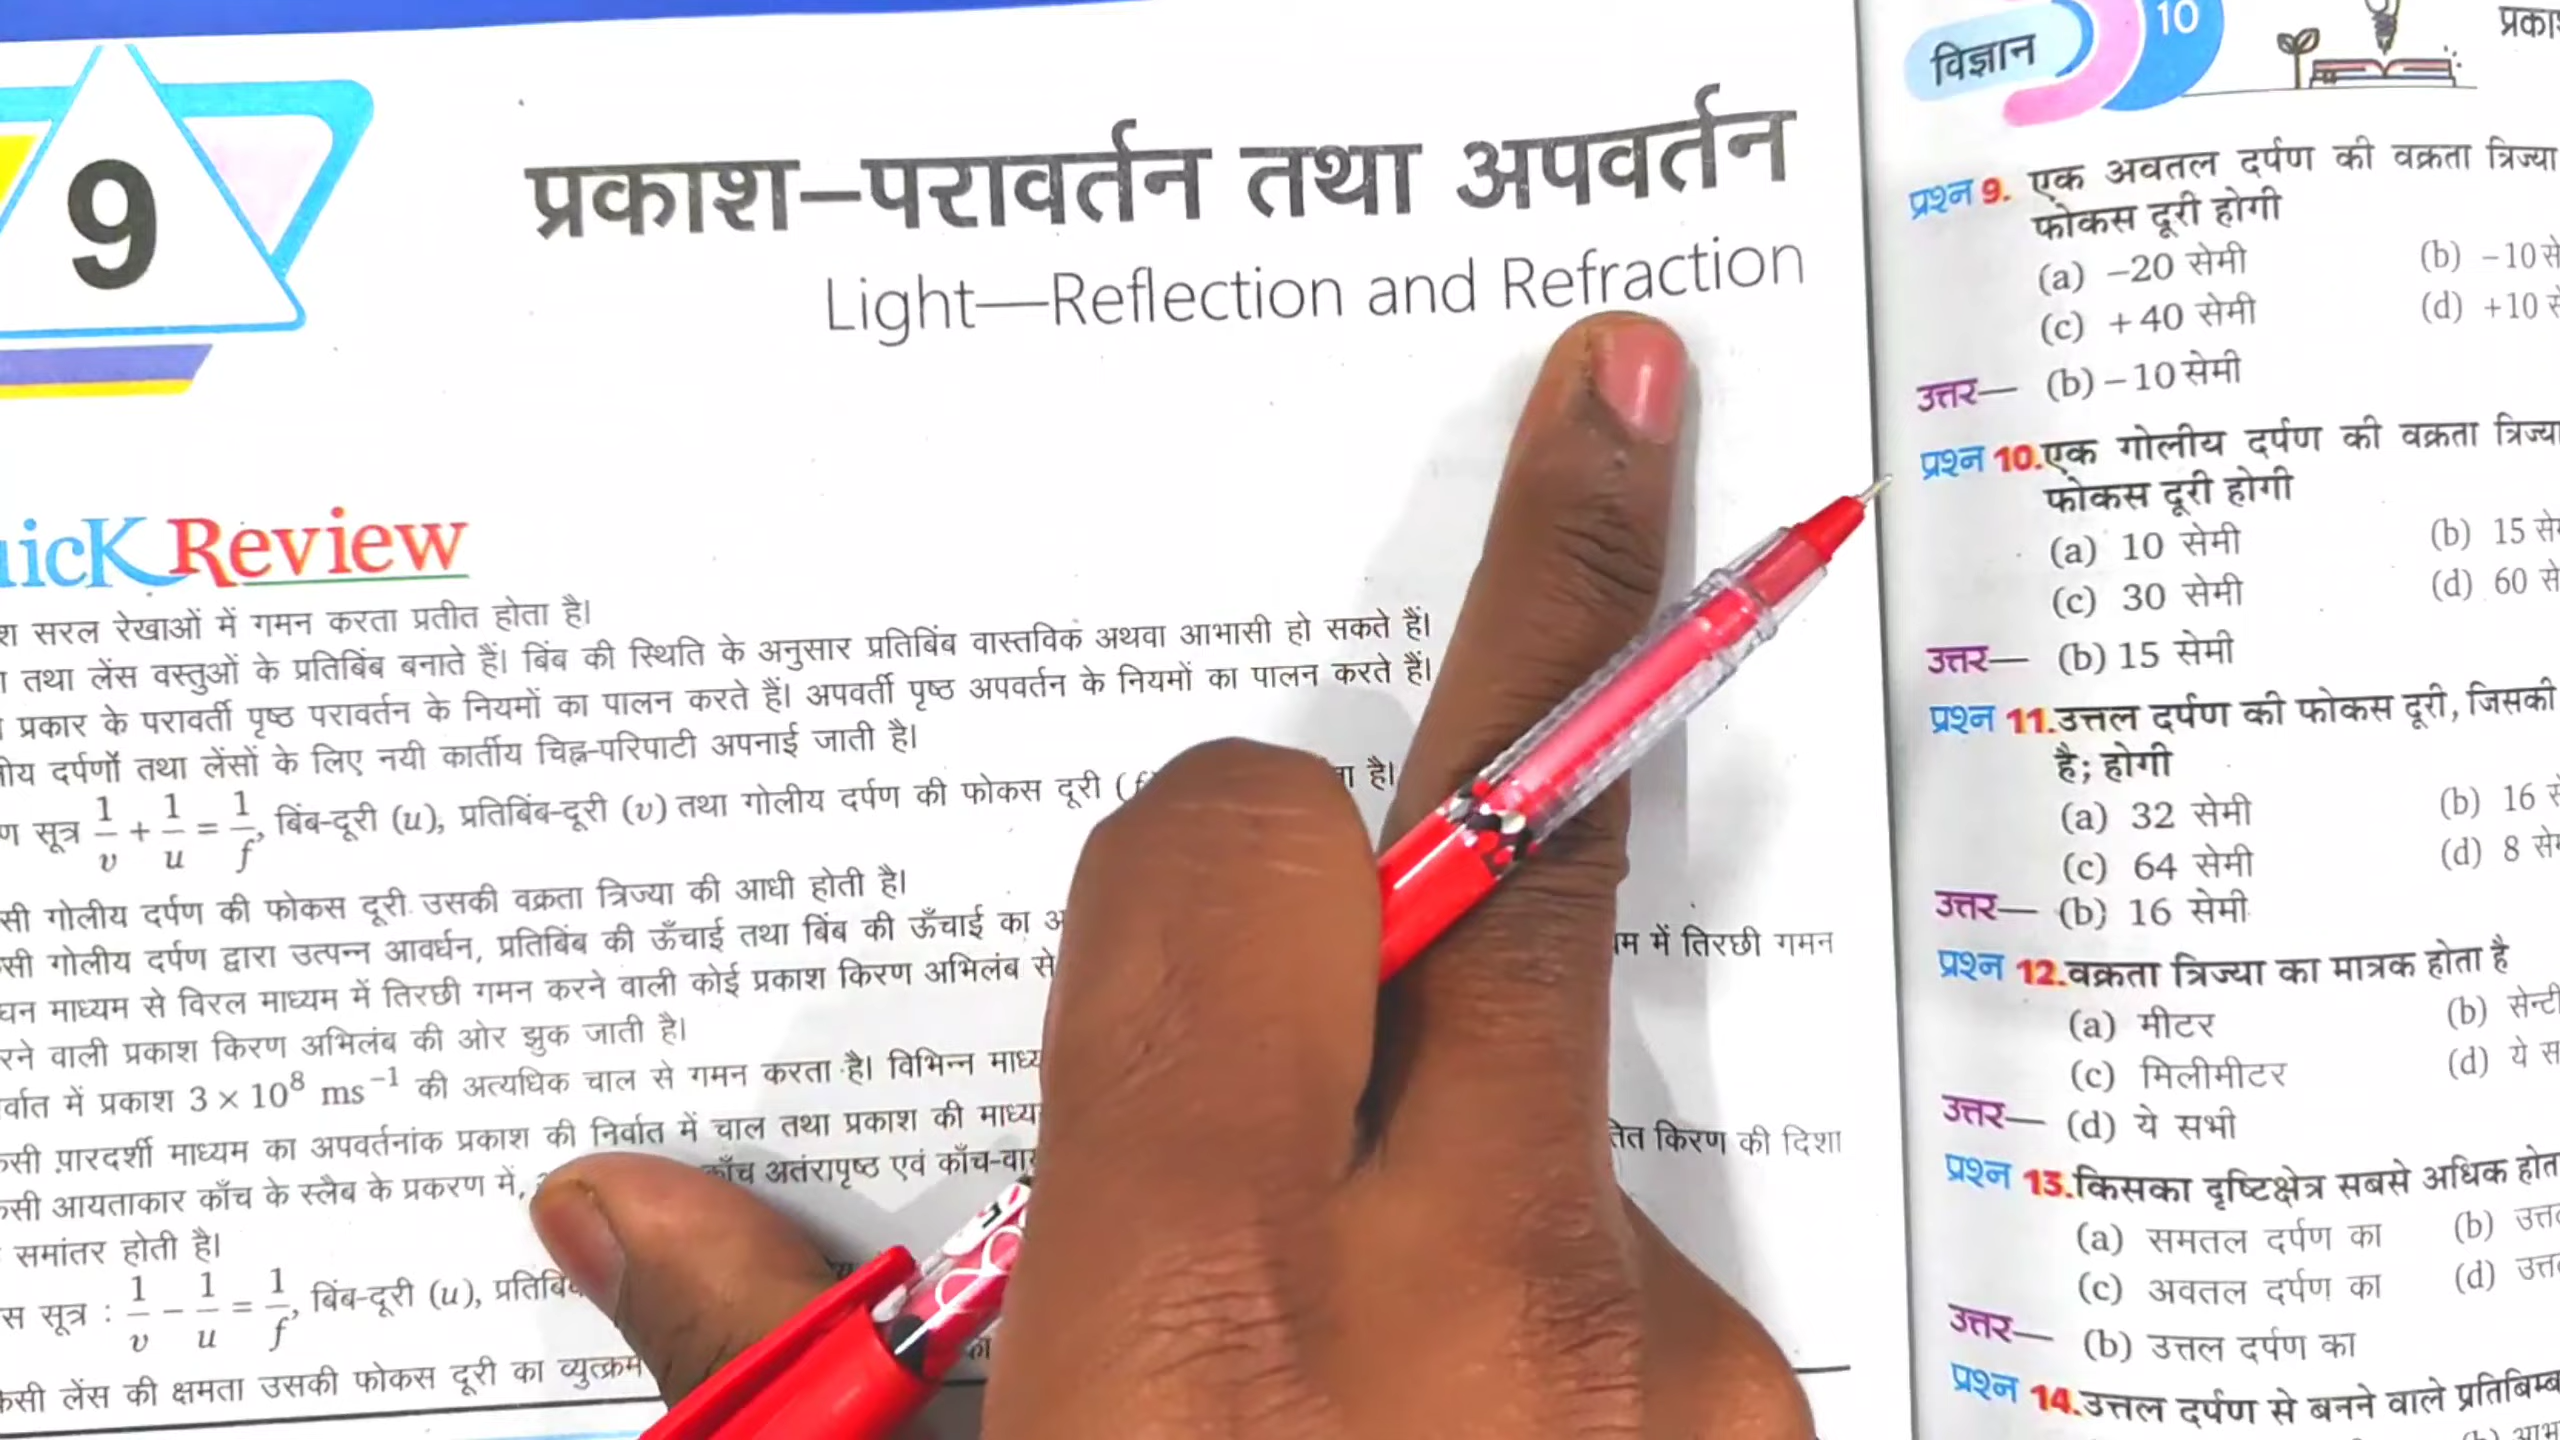 9
प्रकाश–परावर्तन तथा अपवर्तन
Light—Reflection and Refraction
Review
सरल रेखाओं में गमन करता प्रतीत होता है।
तथा लेंस वस्तुओं के प्रतिबिंब बनाते हैं। बिंब की स्थिति के अनुसार प्रतिबिंब वास्तविक अथवा आभासी हो सकते हैं।
प्रकार के परावर्ती पृष्ठ परावर्तन के नियमों का पालन करते हैं। अपवर्ती पृष्ठ अपवर्तन के नियमों का पालन करते हैं।
दर्पणों तथा लेंसों के लिए नयी कार्तीय चिह्न-परिपाटी अपनाई जाती है।
सूत्र 1/v + 1/u = 1/f, बिंब-दूरी (u), प्रतिबिंब-दूरी (v) तथा गोलीय दर्पण की फोकस दूरी है।
गोलीय दर्पण की फोकस दूरी उसकी वक्रता त्रिज्या की आधी होती है।
गोलीय दर्पण द्वारा उत्पन्न आवर्धन, प्रतिबिंब की ऊँचाई तथा बिंब की ऊँचाई का
माध्यम से विरल माध्यम में तिरछी गमन करने वाली कोई प्रकाश किरण अभिलंब से में तिरछी गमन
वाली प्रकाश किरण अभिलंब की ओर झुक जाती है।
में प्रकाश 3 × 10⁸ ms⁻¹ की अत्यधिक चाल से गमन करता है। विभिन्न
पारदर्शी माध्यम का अपवर्तनांक प्रकाश की निर्वात में चाल तथा प्रकाश की
आयताकार काँच के स्लैब के प्रकरण में, अतंरापृष्ठ एवं किरण की दिशा
समांतर होती है।
सूत्र : 1/v − 1/u = 1/f, बिंब-दूरी (u),
लेंस की क्षमता उसकी फोकस दूरी का
विज्ञान
10
प्रश्न 9. एक अवतल दर्पण की वक्रता त्रिज्या
फोकस दूरी होगी
(a) –20 सेमी (b) –10
(c) +40 सेमी (d) +10
उत्तर— (b) –10 सेमी
प्रश्न 10. एक गोलीय दर्पण की वक्रता
फोकस दूरी होगी
(a) 10 सेमी (b) 15
(c) 30 सेमी (d) 60
उत्तर— (b) 15 सेमी
प्रश्न 11. उत्तल दर्पण की फोकस दूरी, जिसकी
है; होगी
(a) 32 सेमी (b) 16
(c) 64 सेमी (d) 8
उत्तर— (b) 16 सेमी
प्रश्न 12. वक्रता त्रिज्या का मात्रक होता है
(a) मीटर (b)
(c) मिलीमीटर (d) ये
उत्तर— (d) ये सभी
प्रश्न 13. किसका दृष्टिक्षेत्र सबसे अधिक
(a) समतल दर्पण का (b)
(c) अवतल दर्पण का (d)
उत्तर— (b) उत्तल दर्पण का
प्रश्न 14. उत्तल दर्पण से बनने वाले